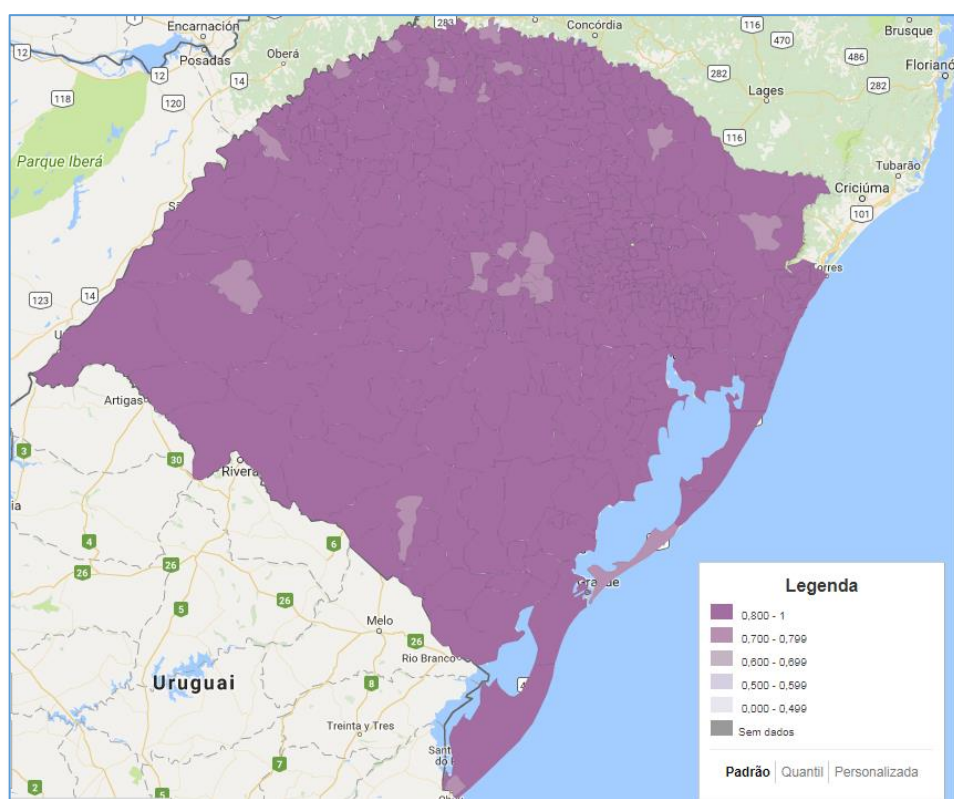 Encarnación
283
Concórdia
Brusque
1
470
12
Posadas
Oberá
486
Florianó
12
14
282
282
118
120
Lages
116
116
Parque Iberá
Tubarão
Criciúma
101
Torres
14
123
Artigas
3
30
Rivera
6
4
26
26
5
Melo
26
Rio Branco
Uruguai
8
Treinta y Tres
7
5
2
Legenda
0,800 - 1
0,700 - 0,799
0,600 - 0,699
0,500 - 0,599
0,000 - 0,499
Sem dados
Padrão | Quantil | Personalizada